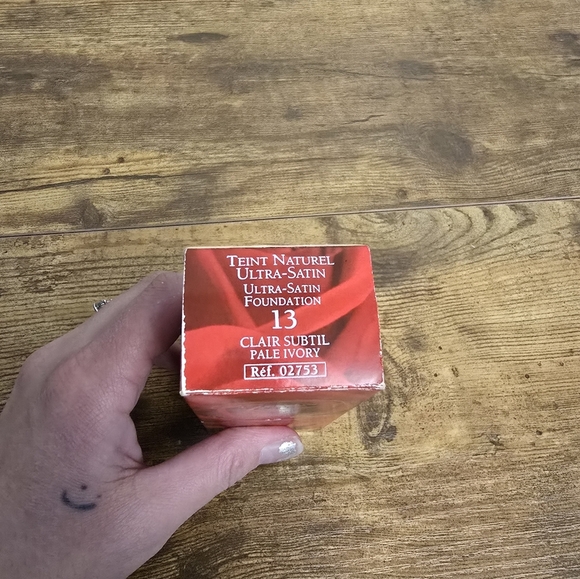 Teint Naturel
Ultra-Satin
Ultra-Satin
Foundation
13
CLAIR SUBTIL
PALE IVORY
Réf. 02753